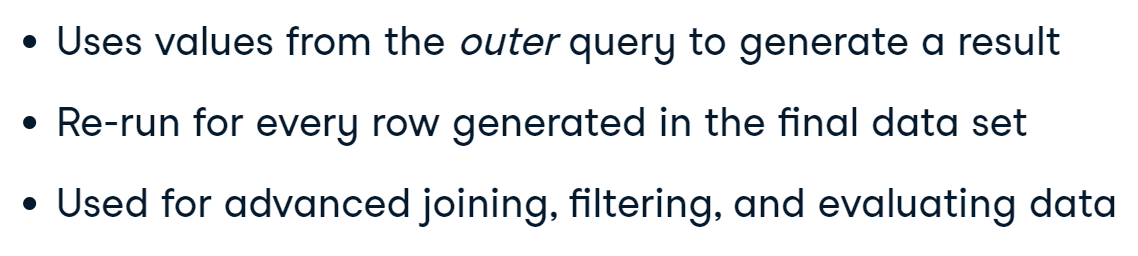 • Uses values from the outer query to generate a result
• Re-run for every row generated in the final data set
• Used for advanced joining, filtering, and evaluating data